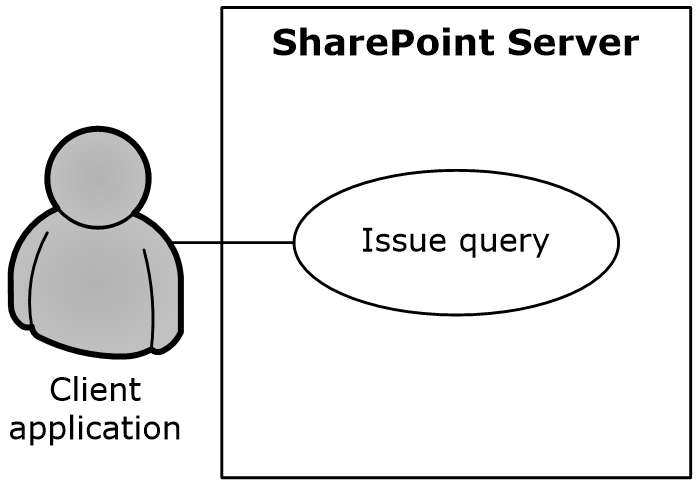 SharePoint Server
Issue query
Client
application